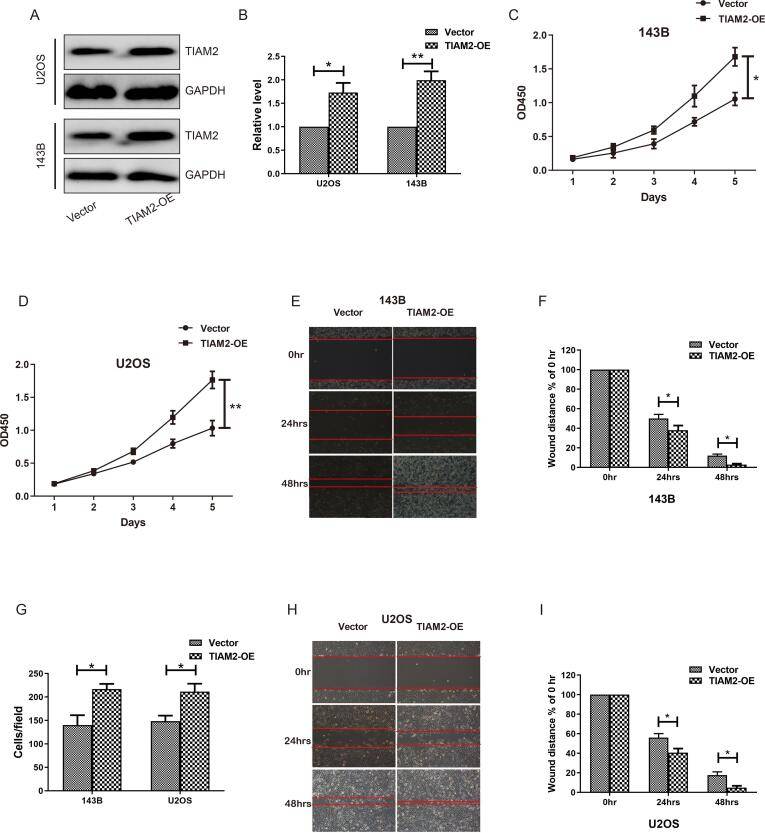 A
U2OS
143B
TIAM2
GAPDH
TIAM2
GAPDH
Vector
TIAM2-OE
B
Vector
TIAM2-OE
Relative level
2.5
2.0
1.5
1.0
0.5
0.0
*
**
U2OS
143B
C
Vector
TIAM2-OE
143B
OD450
2.0
1.5
1.0
0.5
0.0
*
1
2
3
4
5
Days
D
Vector
TIAM2-OE
U2OS
OD450
2.0
1.5
1.0
0.5
0.0
**
1
2
3
4
5
Days
E
143B
Vector
TIAM2-OE
0hr
24hrs
48hrs
F
Vector
TIAM2-OE
Wound distance % of 0 hr
120
100
80
60
40
20
0
*
*
0hr
24hrs
48hrs
143B
G
Vector
TIAM2-OE
Cells/field
250
200
150
100
50
0
*
*
143B
U2OS
H
U2OS
Vector
TIAM2-OE
0hr
24hrs
48hrs
I
Vector
TIAM2-OE
Wound distance % of 0 hr
120
100
80
60
40
20
0
*
*
0hr
24hrs
48hrs
U2OS